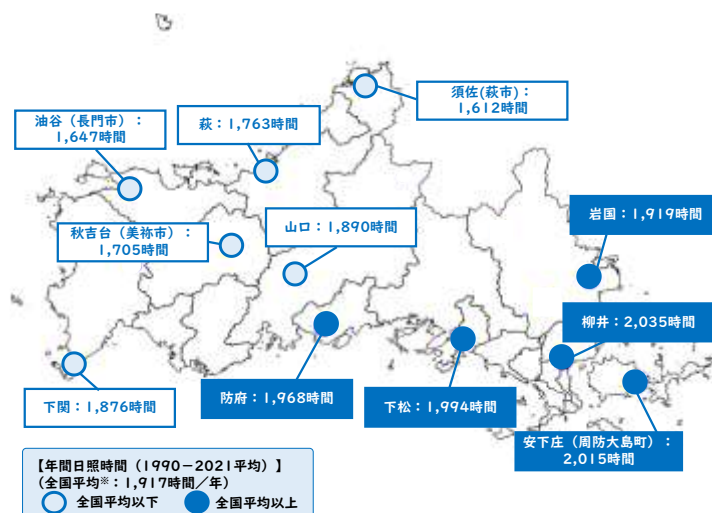 須佐(萩市)：
1,612時間
油谷（長門市）：
1,647時間
萩：1,763時間
秋吉台（美祢市）：
1,705時間
山口：1,890時間
岩国：1,919時間
柳井：2,035時間
下関：1,876時間
防府：1,968時間
下松：1,994時間
安下庄（周防大島町）：
2,015時間
【年間日照時間（1990－2021平均）】
（全国平均※：1,917時間／年）
全国平均以下 全国平均以上